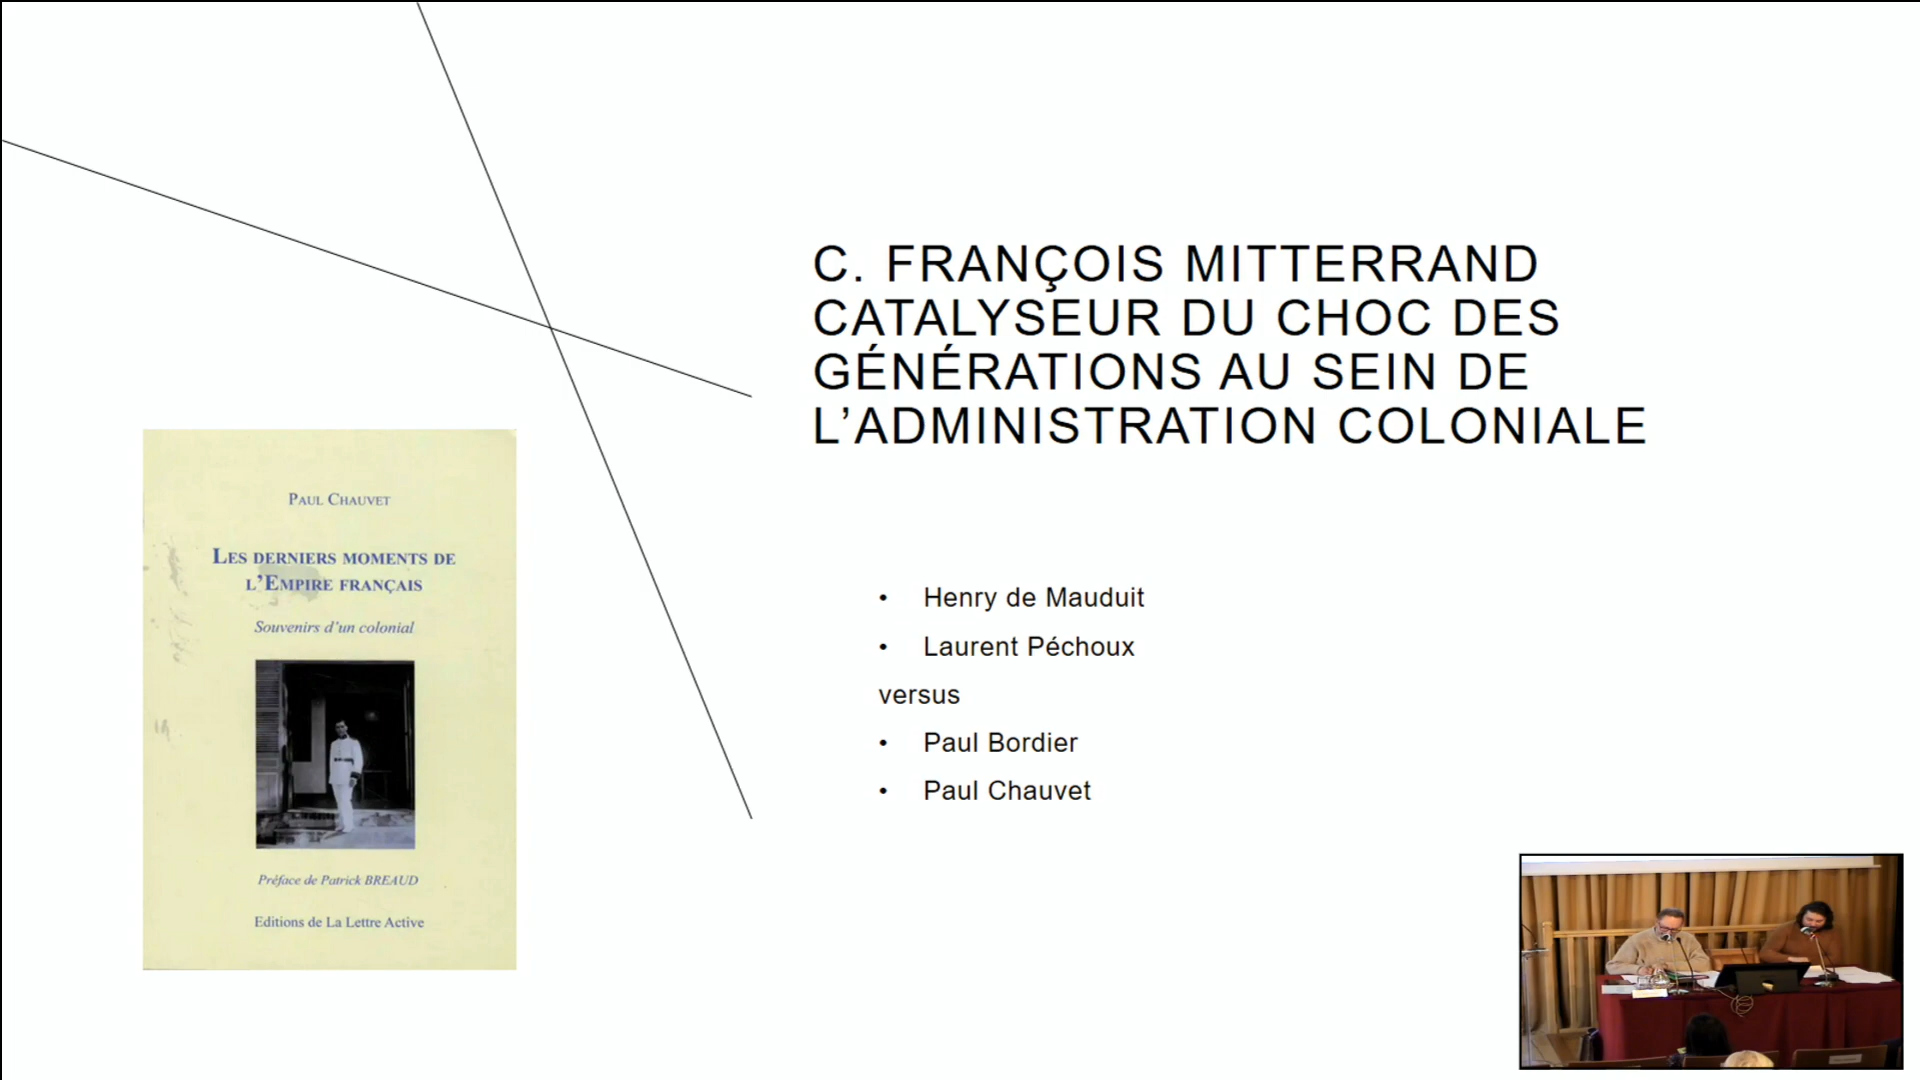 C. FRANÇOIS MITTERRAND
CATALYSEUR DU CHOC DES
GÉNÉRATIONS AU SEIN DE
L’ADMINISTRATION COLONIALE
• Henry de Mauduit
• Laurent Péchoux
versus
• Paul Bordier
• Paul Chauvet
PAUL CHAUVET
LES DERNIERS MOMENTS DE
L’EMPIRE FRANÇAIS
Souvenirs d’un colonial
Préface de Patrick BREAUD
Editions de La Lettre Active